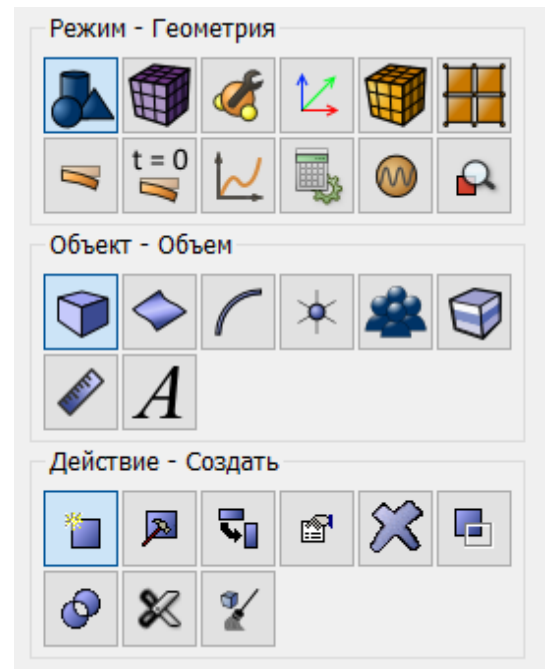 Режим - Геометрия
t = 0
Объект - Объем
A
Действие - Создать